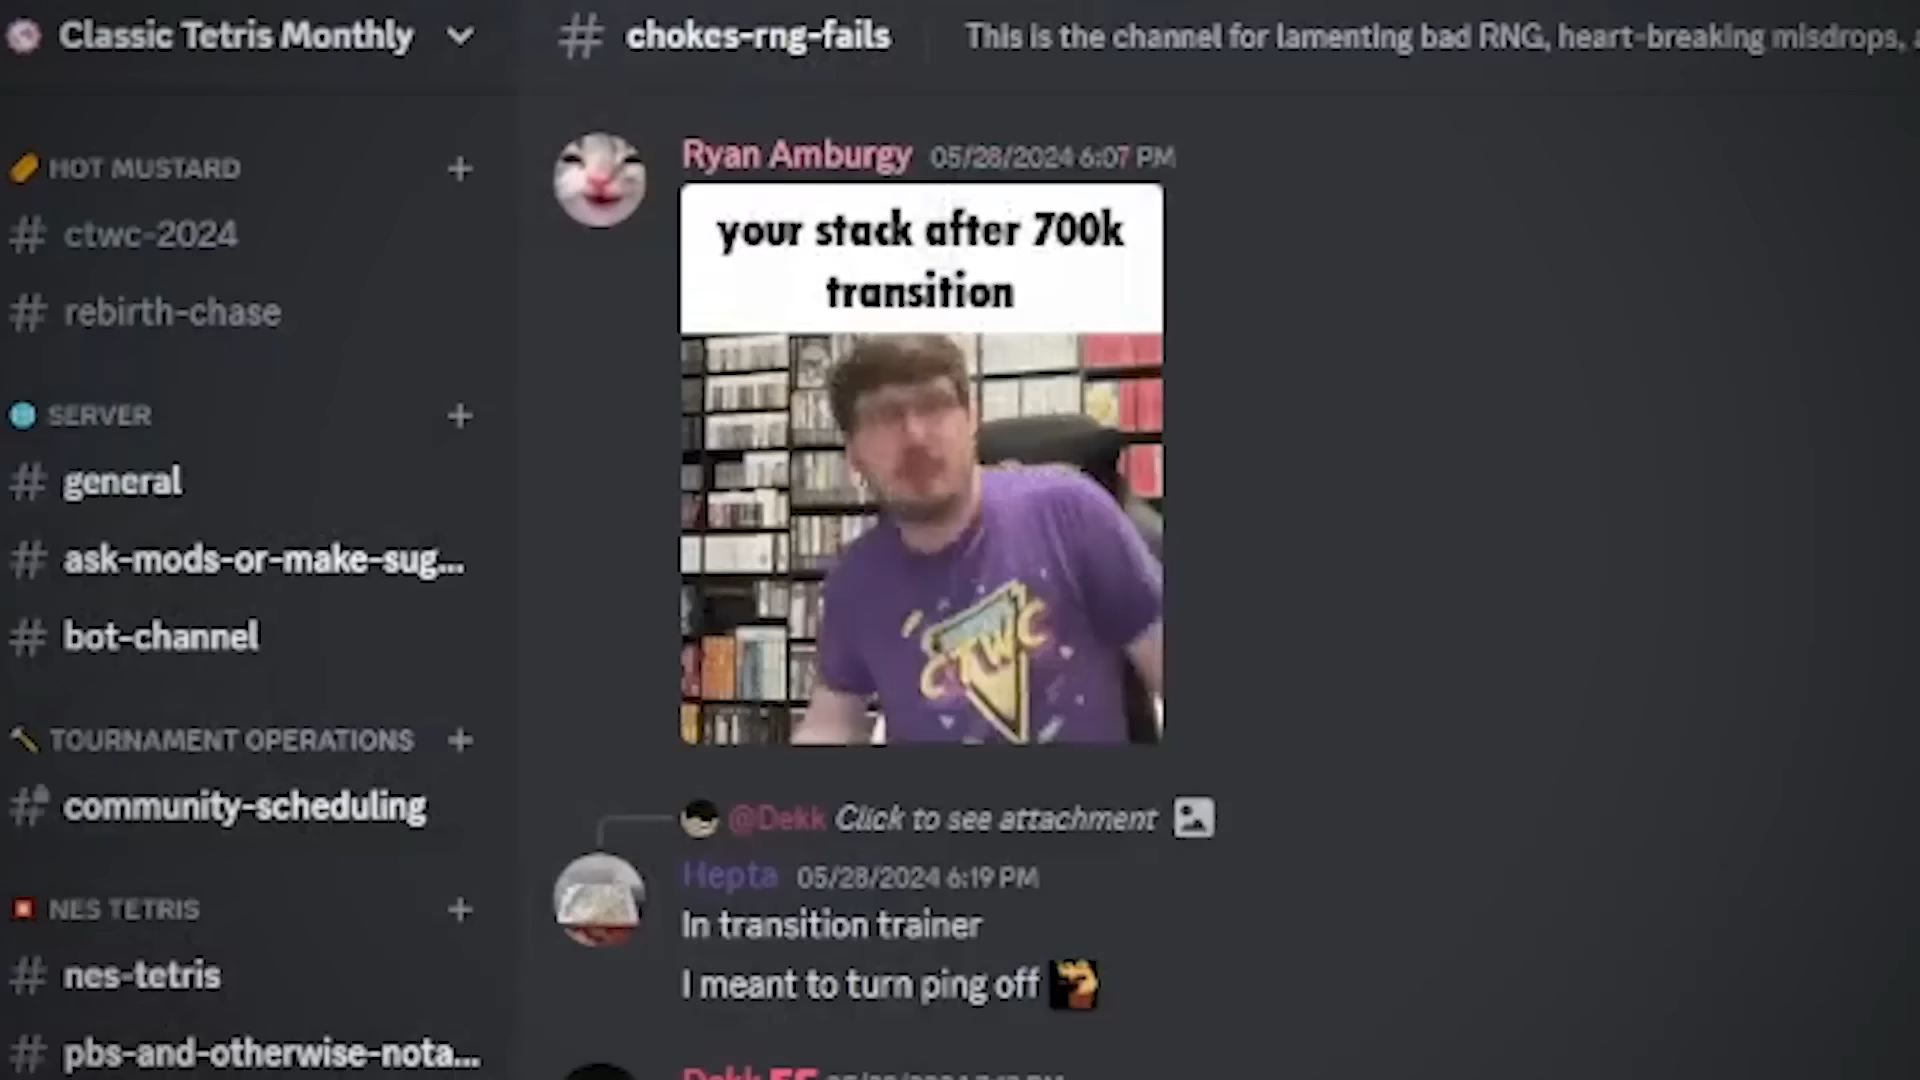 Classic Tetris Monthly
HOT MUSTARD
ctwc-2024
rebirth-chase
SERVER
general
ask-mods-or-make-sug...
bot-channel
TOURNAMENT OPERATIONS
community-scheduling
NES TETRIS
nes-tetris
pbs-and-otherwise-nota...
# chokes-rng-fails
This is the channel for lamenting bad RNG, heart-breaking misdrops,
Ryan Amburgy 05/28/2024 6:07 PM
your stack after 700k
transition
CTWC
@Dekk Click to see attachment
Hepta 05/28/2024 6:19 PM
In transition trainer
I meant to turn ping off
Dekk